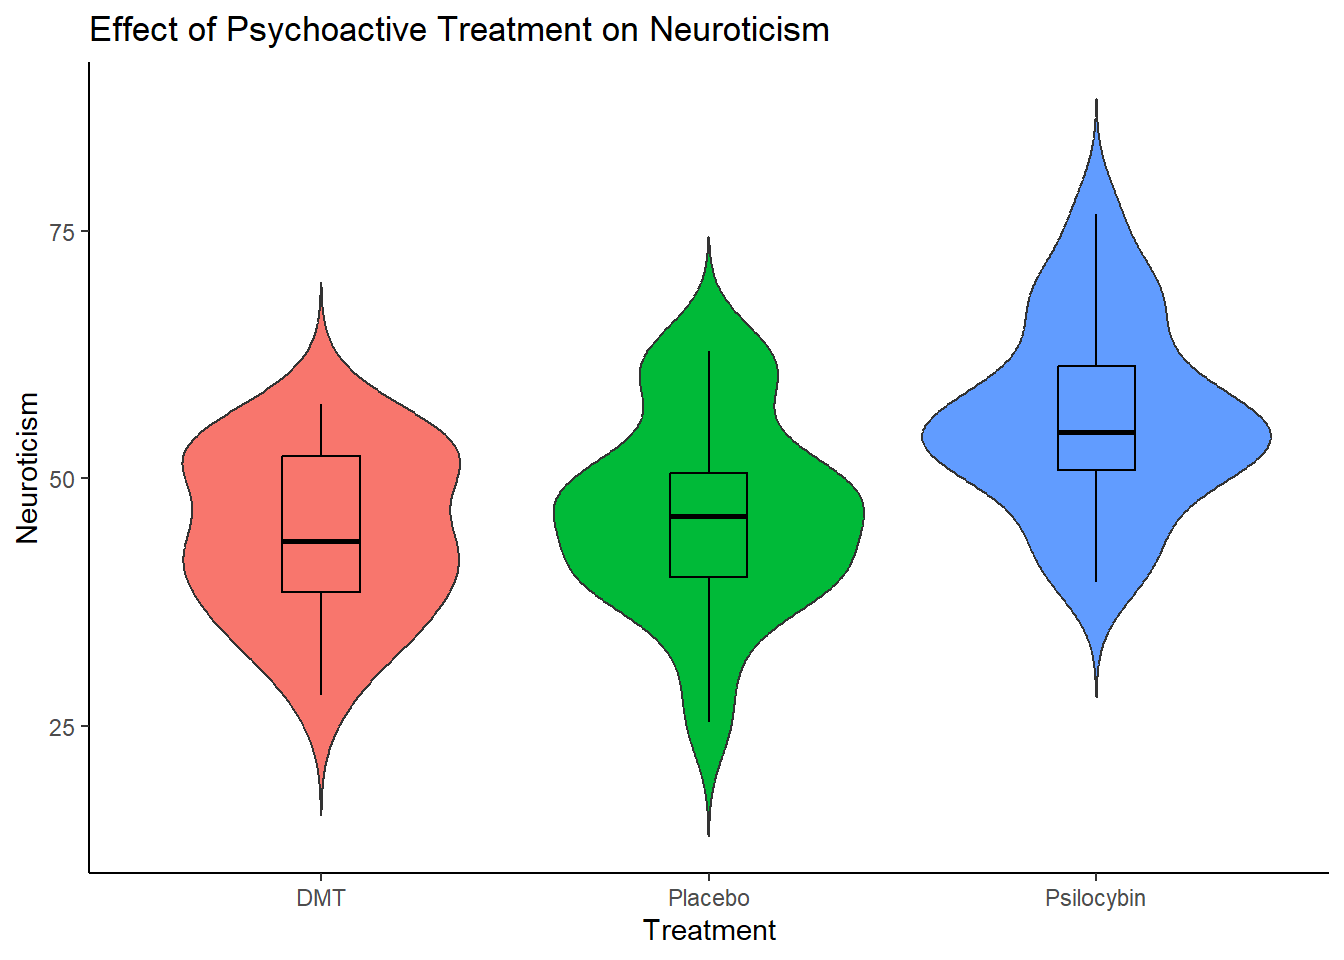 Effect of Psychoactive Treatment on Neuroticism
Neuroticism
75
50
25
DMT
Placebo
Psilocybin
Treatment